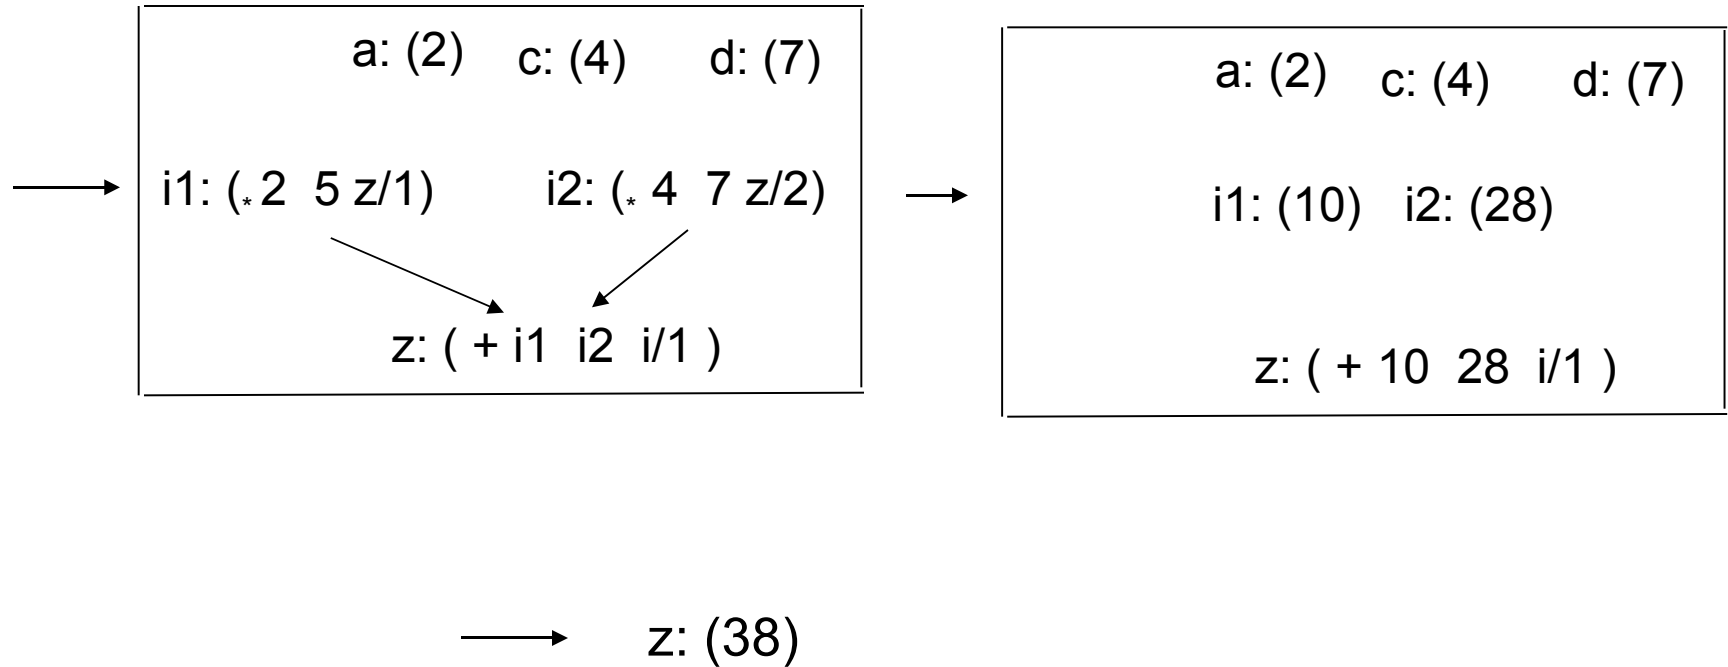 a: (2) c: (4) d: (7)
i1: (* 2 5 z/1) i2: (* 4 7 z/2)
z: ( + i1 i2 i/1 )
a: (2) c: (4) d: (7)
i1: (10) i2: (28)
z: ( + 10 28 i/1 )
z: (38)